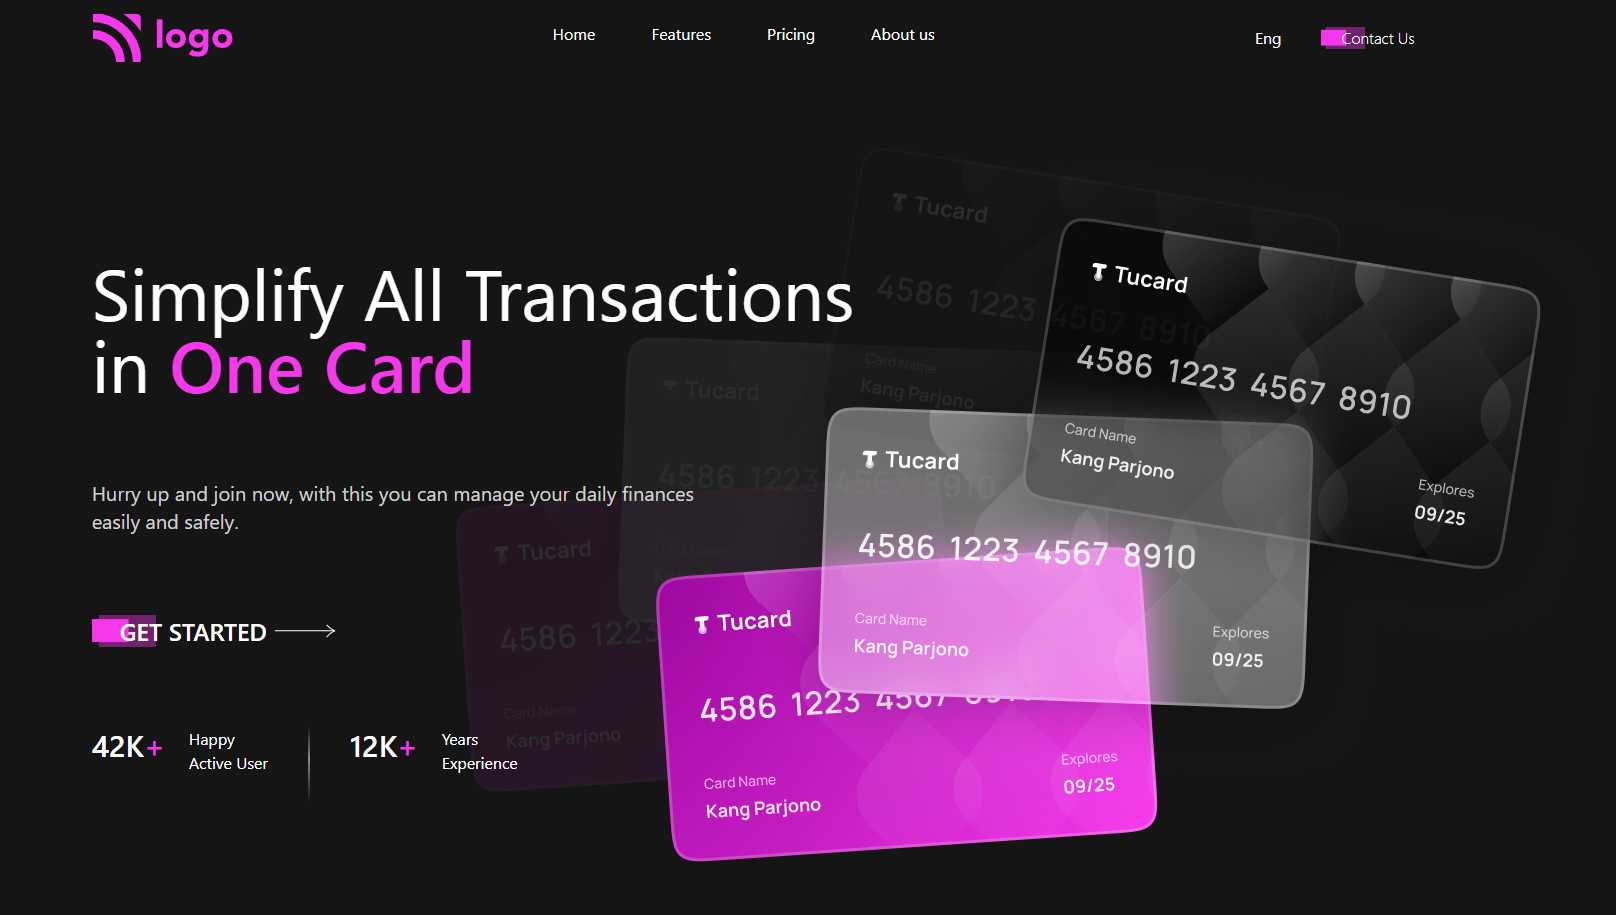 logo
Home
Features
Pricing
About us
Eng
Contact Us
Simplify All Transactions
in One Card
Hurry up and join now, with this you can manage your daily finances
easily and safely.
GET STARTED
42K+
Happy
Active User
12K+
Years
Experience
Tucard
4586 1223 4567 8910
Card Name
Kang Parjono
Tucard
4586 1223 4567 8910
Card Name
Kang Parjono
Explores
09/25
Tucard
4586 1223 4567 8910
Card Name
Tucard
4586 1223 4567 8910
Card Name
Kang Parjono
Explores
09/25
Tucard
4586 1223
Card Name
Kang Parjono
Tucard
4586 1223 4567
Card Name
Kang Parjono
Explores
09/25